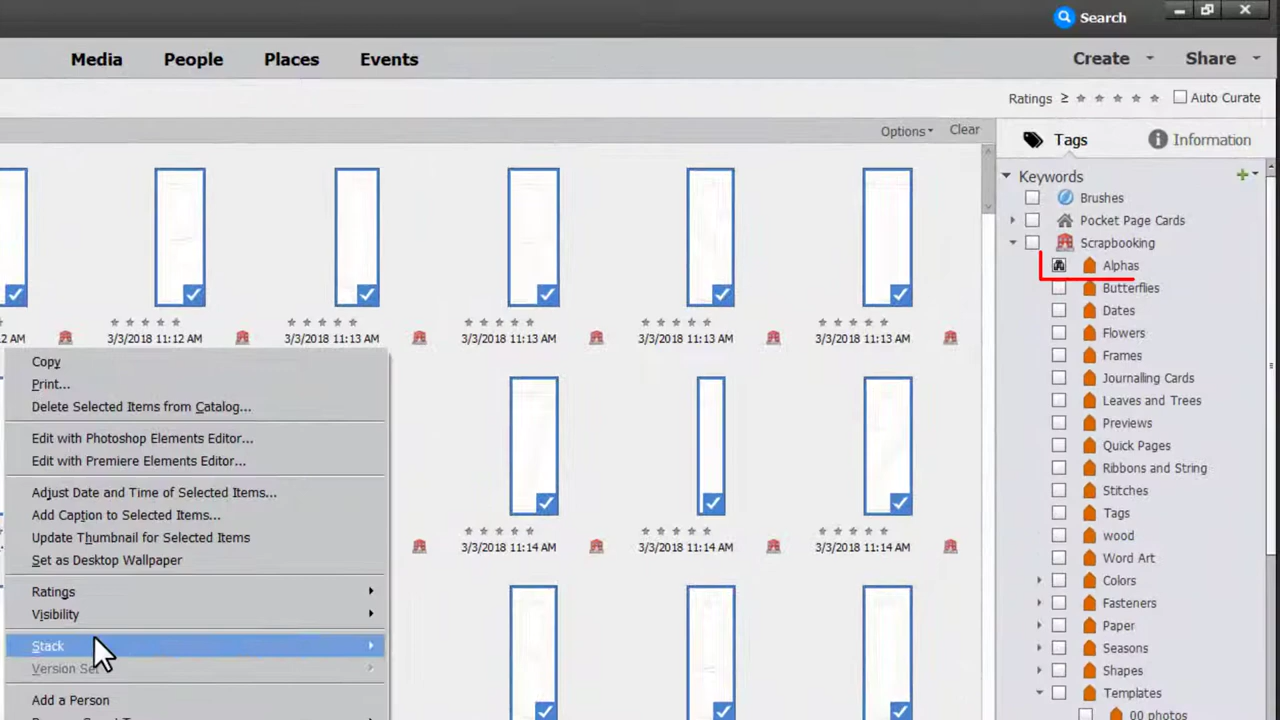 Search
Media People Places Events Create Share
Ratings ≥ Auto Curate
Options Clear
Tags Information
Keywords
Brushes
Pocket Page Cards
Scrapbooking
Alphas
Butterflies
Dates
Flowers
Frames
Journalling Cards
Leaves and Trees
Previews
Quick Pages
Ribbons and String
Stitches
Tags
wood
Word Art
Colors
Fasteners
Paper
Seasons
Shapes
Templates
00 photos
2 AM 3/3/2018 11:12 AM 3/3/2018 11:13 AM 3/3/2018 11:13 AM 3/3/2018 11:13 AM 3/3/2018 11:13 AM
3/3/2018 11:14 AM 3/3/2018 11:14 AM 3/3/2018 11:14 AM
Copy
Print...
Delete Selected Items from Catalog...
Edit with Photoshop Elements Editor...
Edit with Premiere Elements Editor...
Adjust Date and Time of Selected Items...
Add Caption to Selected Items...
Update Thumbnail for Selected Items
Set as Desktop Wallpaper
Ratings
Visibility
Stack
Version Set
Add a Person